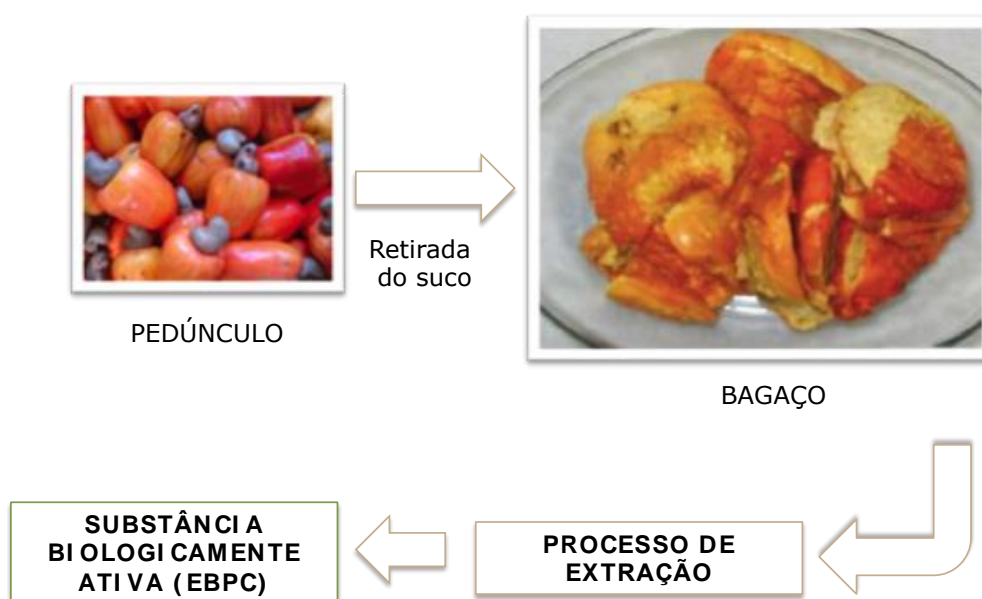 Retirada
do suco
PEDÚNCULO
BAGAÇO
SUBSTÂNCIA
BIOLOGICAMENTE
ATIVA (EBPC)
PROCESSO DE
EXTRAÇÃO